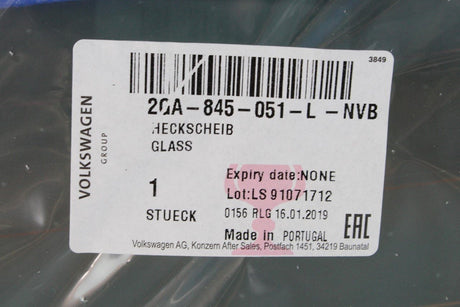 3849
VOLKSWAGEN
GROUP
2GA-845-051-L -NVB
HECKSCHEIB
GLASS
1
STUECK
Expiry date:NONE
Lot:LS 91071712
0156 RLG 16.01.2019
Made in PORTUGAL
EAC
Volkswagen AG, Konzern After Sales, Postfach 1451, 34219 Baunatal